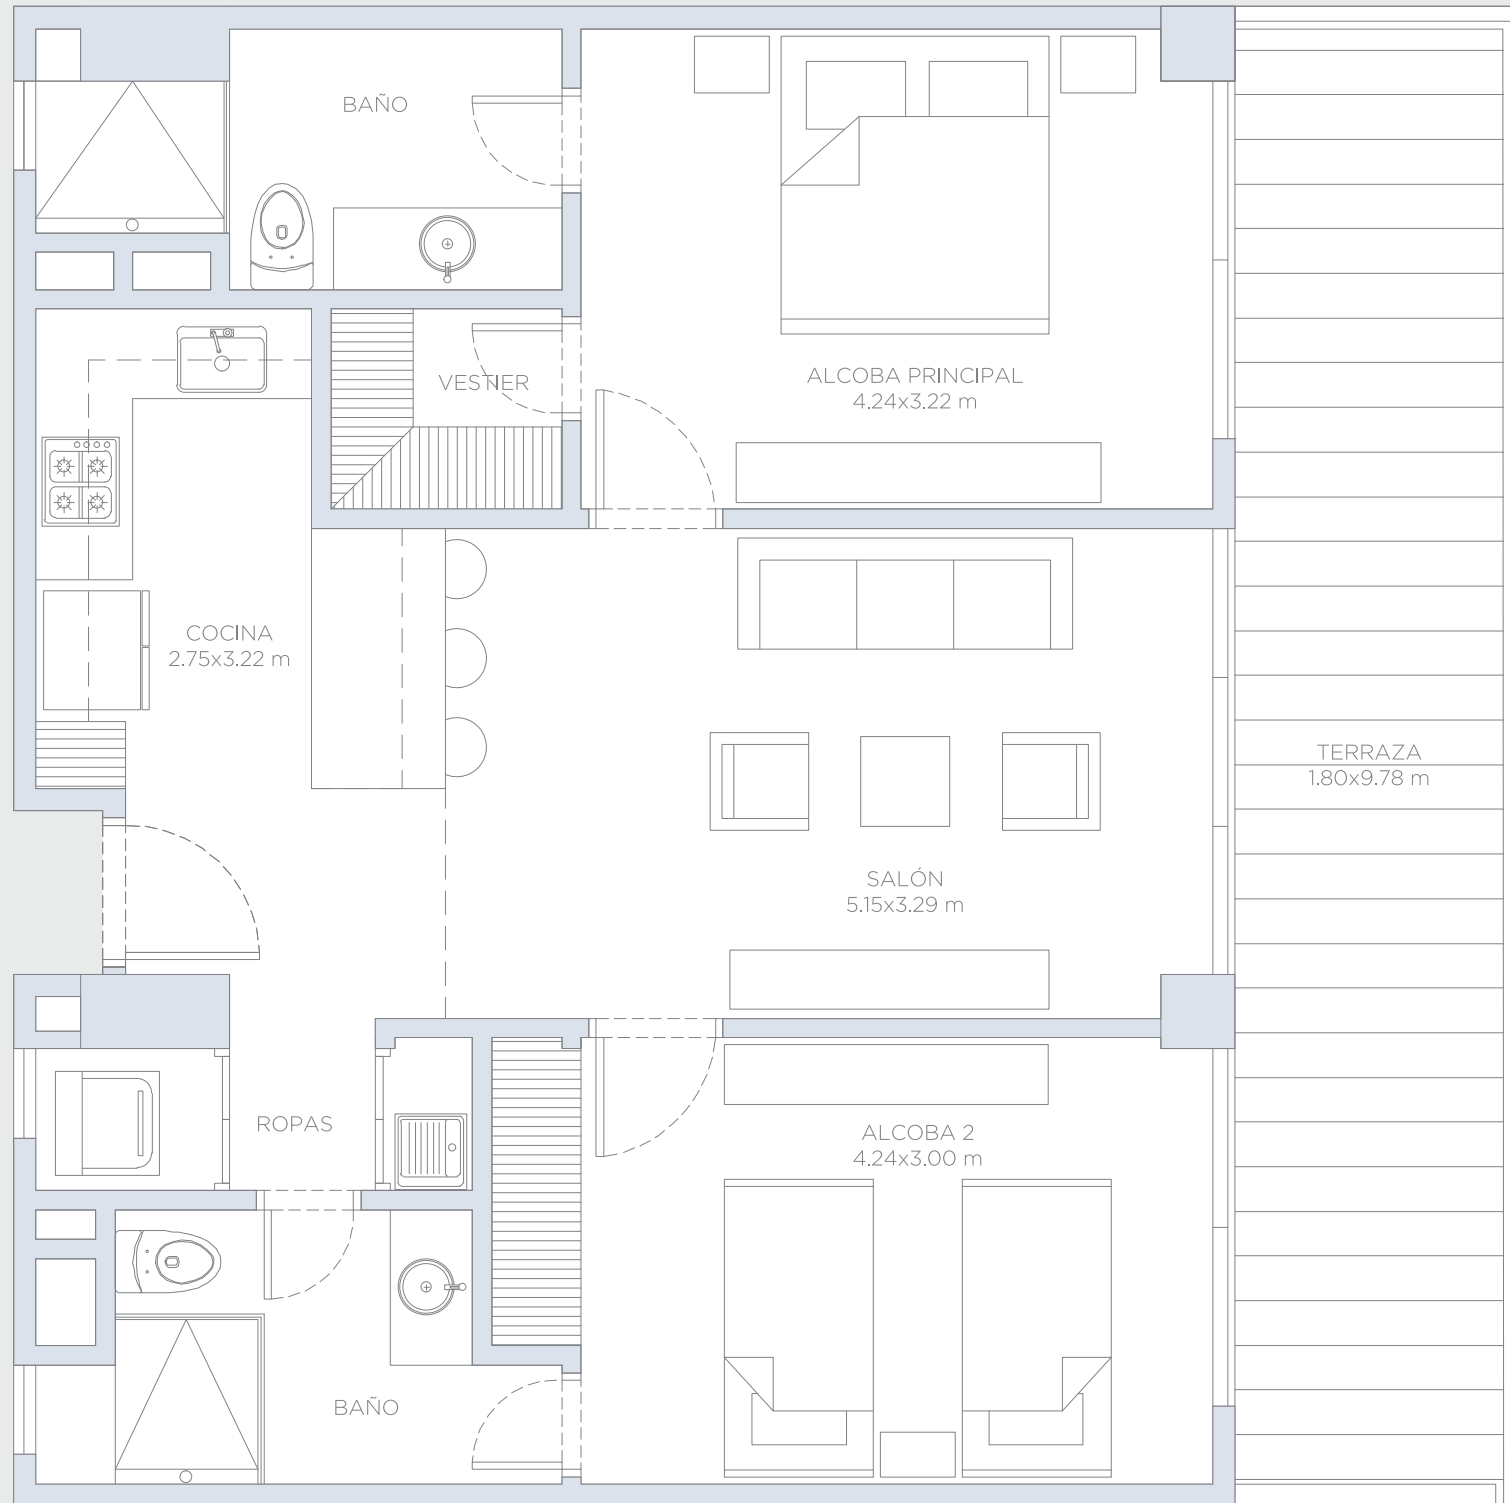 BAÑO
VESTIER
ALCOBA PRINCIPAL
4.24x3.22 m
COCINA
2.75x3.22 m
TERRAZA
1.80x9.78 m
SALÓN
5.15x3.29 m
ROPAS
ALCOBA 2
4.24x3.00 m
BAÑO